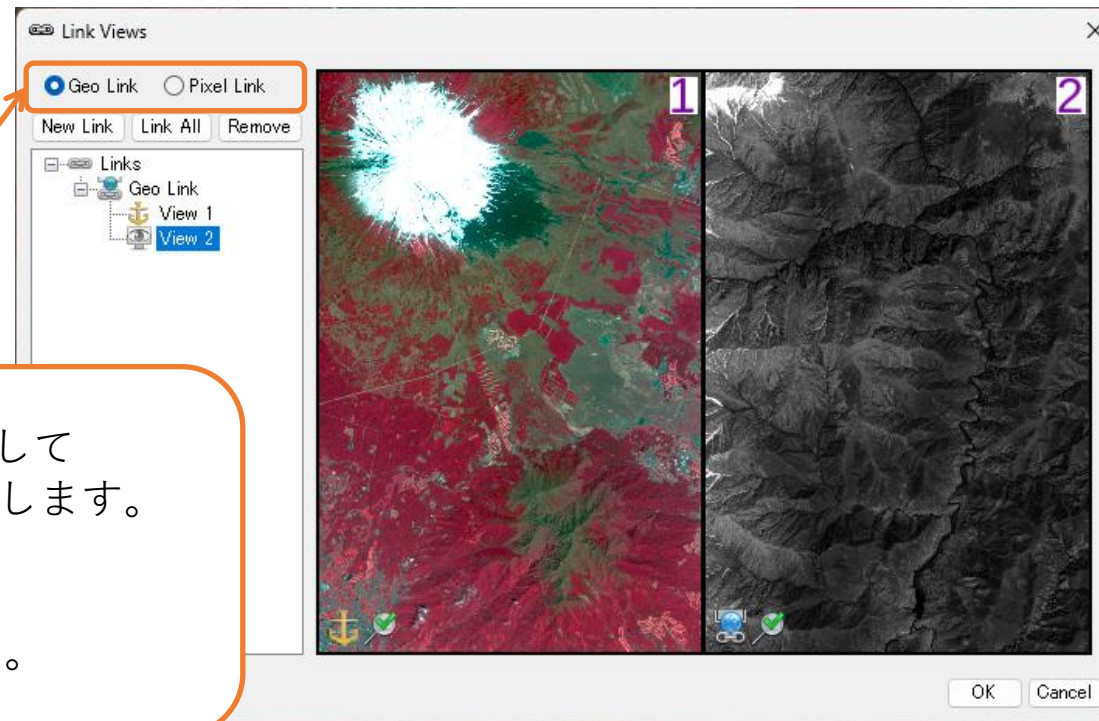 Link Views
Geo Link Pixel Link
New Link Link All Remove
Links
Geo Link
View 1
View 2
1
2
して
します。
。
OK Cancel